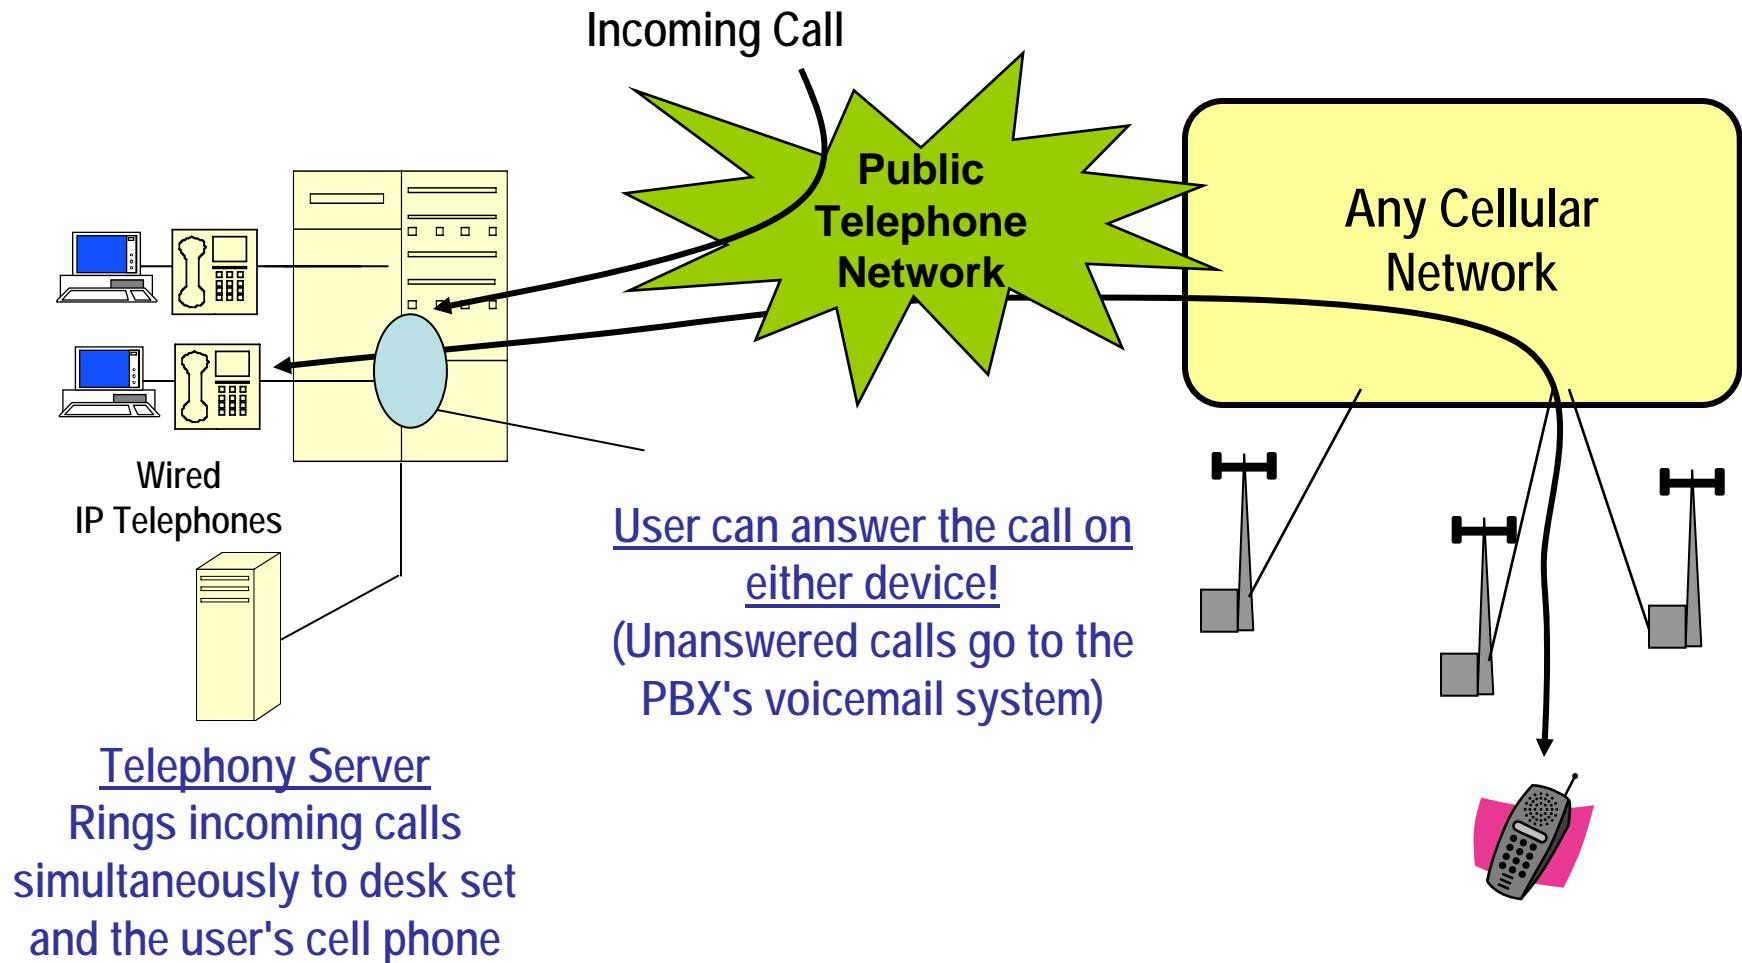 Incoming Call
Public
Telephone
Network
Any Cellular
Network
Wired
IP Telephones
User can answer the call on
either device!
(Unanswered calls go to the
PBX's voicemail system)
Telephony Server
Rings incoming calls
simultaneously to desk set
and the user's cell phone